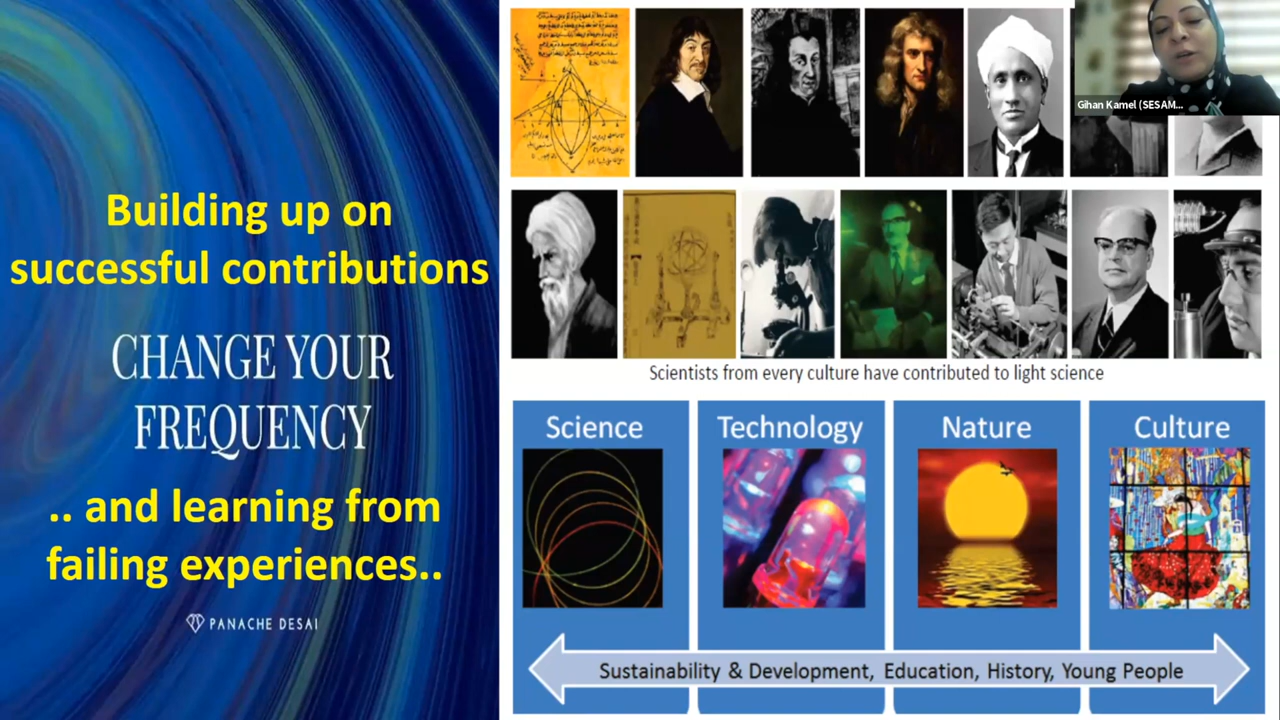 Building up on
successful contributions
CHANGE YOUR
FREQUENCY
.. and learning from
failing experiences..
PANACHE DESAI
Gihan Kamel (SESAM...
Scientists from every culture have contributed to light science
Science
Technology
Nature
Culture
Sustainability & Development, Education, History, Young People